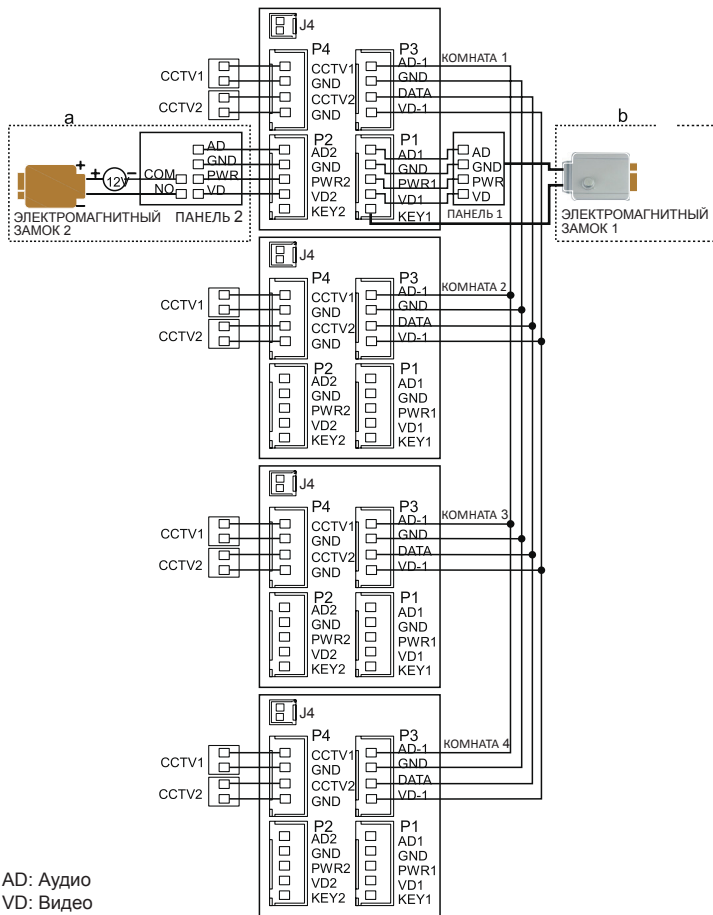 J4
P4
P3
CCTV1
GND
CCTV2
GND
AD-1
GND
DATA
VD-1
КОМНАТА 1
CCTV1
CCTV2
a
b
AD
GND
PWR
VD
COM
NO
12V
+
+
−
−
ЭЛЕКТРОМАГНИТНЫЙ
ЗАМОК 2
ПАНЕЛЬ 2
P2
AD2
GND
PWR2
VD2
KEY2
P1
AD1
GND
PWR1
VD1
KEY1
AD
GND
PWR
VD
ПАНЕЛЬ 1
ЭЛЕКТРОМАГНИТНЫЙ
ЗАМОК 1
J4
P4
P3
CCTV1
GND
CCTV2
GND
AD-1
GND
DATA
VD-1
КОМНАТА 2
CCTV1
CCTV2
P2
AD2
GND
PWR2
VD2
KEY2
P1
AD1
GND
PWR1
VD1
KEY1
J4
P4
P3
CCTV1
GND
CCTV2
GND
AD-1
GND
DATA
VD-1
КОМНАТА 3
CCTV1
CCTV2
P2
AD2
GND
PWR2
VD2
KEY2
P1
AD1
GND
PWR1
VD1
KEY1
J4
P4
P3
CCTV1
GND
CCTV2
GND
AD-1
GND
DATA
VD-1
КОМНАТА 4
CCTV1
CCTV2
P2
AD2
GND
PWR2
VD2
KEY2
P1
AD1
GND
PWR1
VD1
KEY1
AD: Аудио
VD: Видео